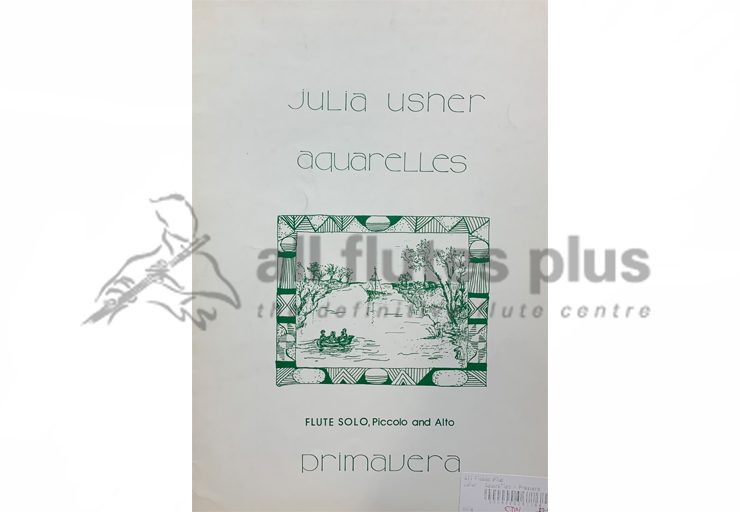 julia usher
aquarelles
all flutes plus
the definitive flute centre
FLUTE SOLO, Piccolo and Alto
primavera